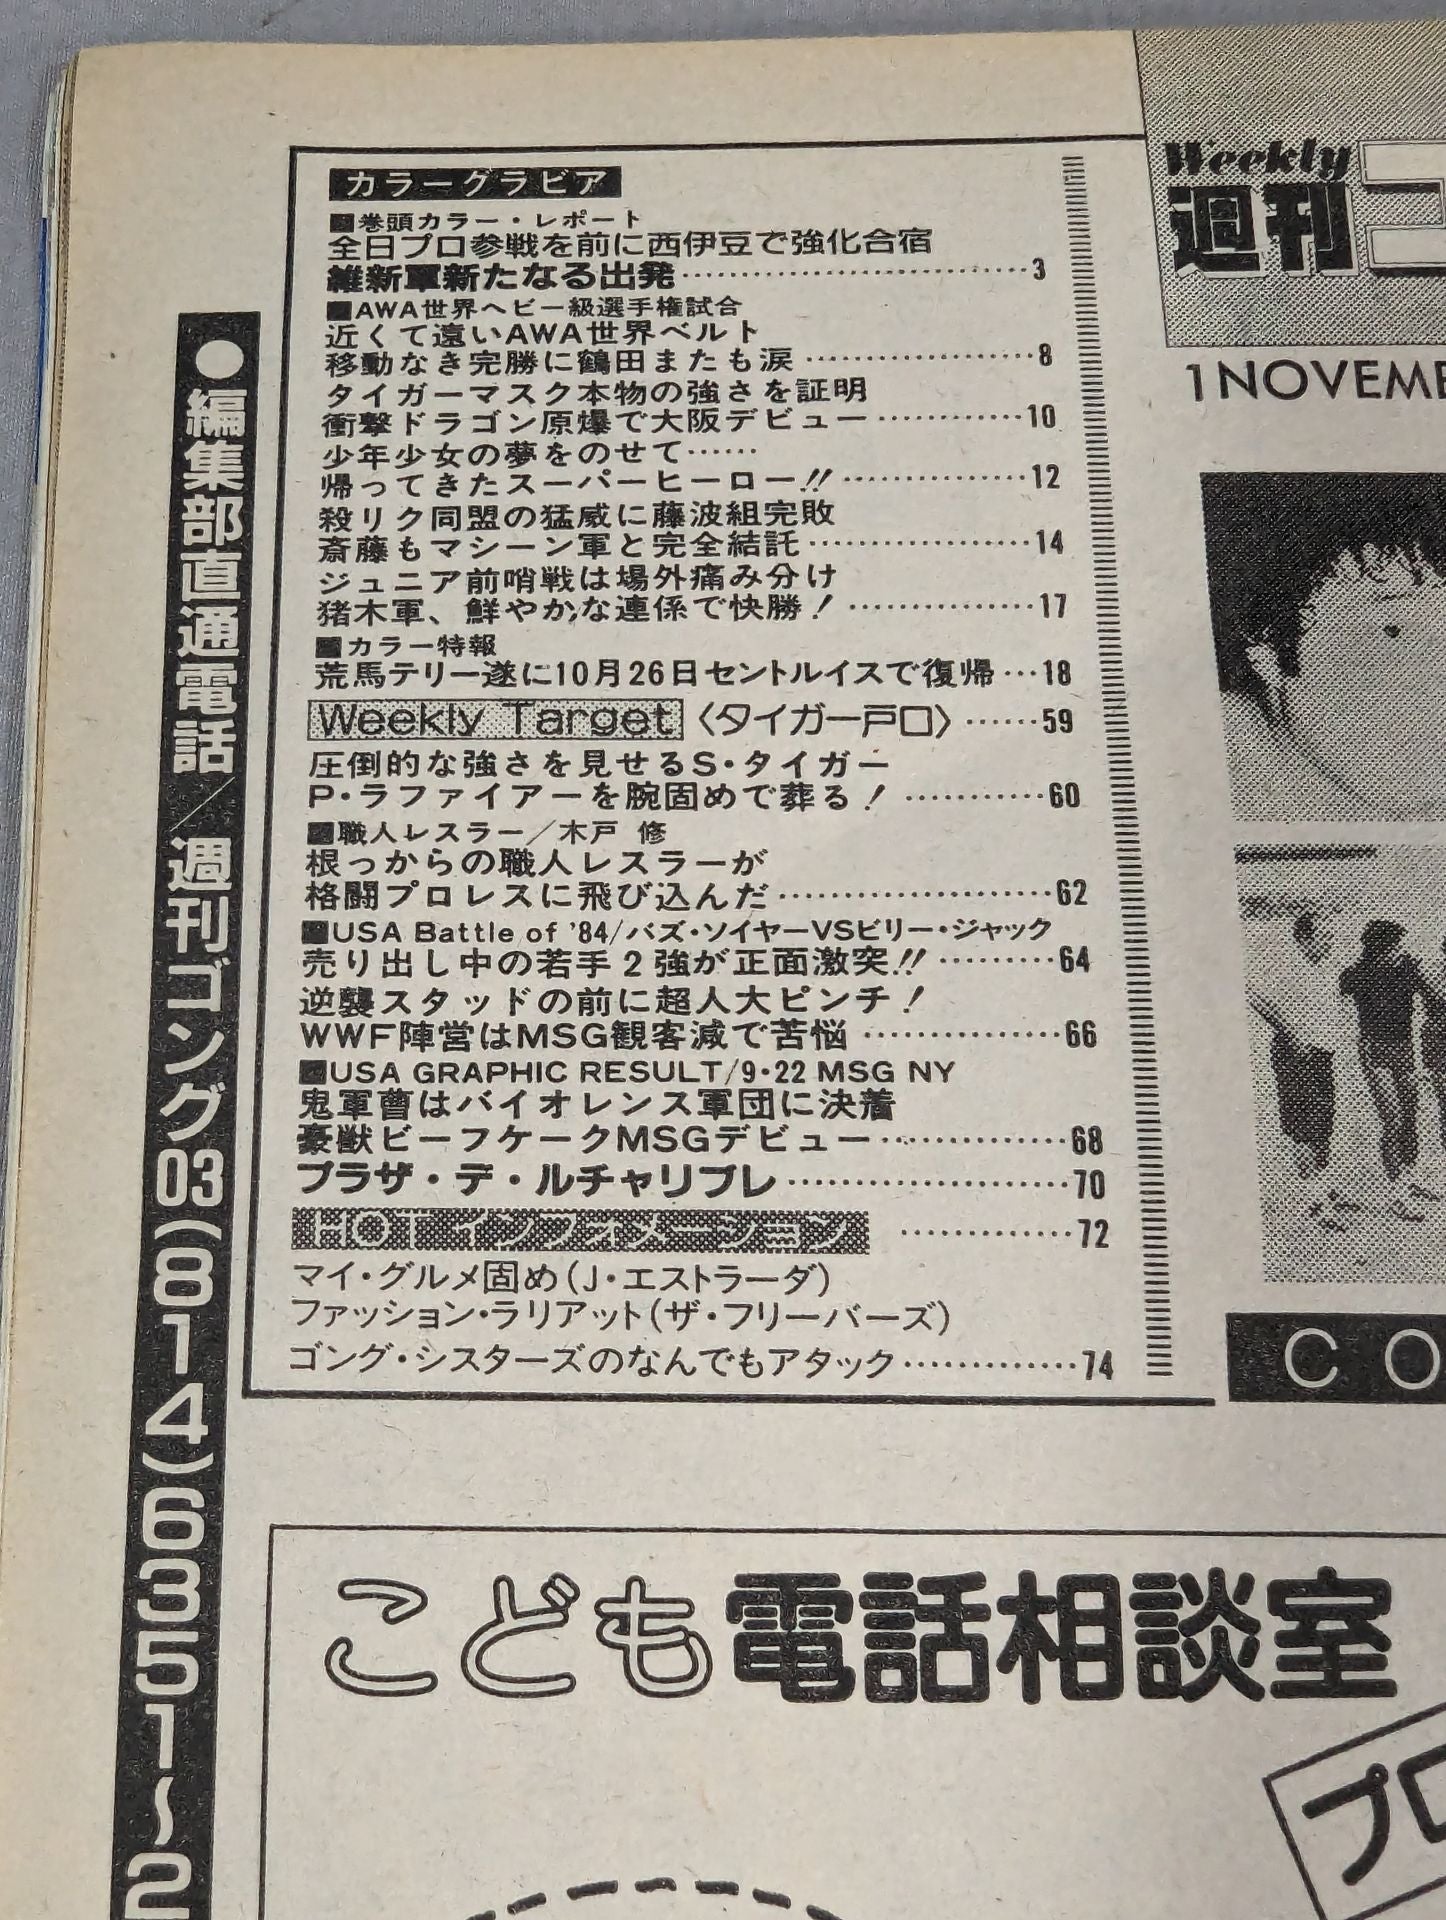 カラーグラビア
■巻頭カラー・レポート
全日プロ参戦を前に西伊豆で強化合宿
維新軍新たなる出発……………………………3
■AWA世界ヘビー級選手権試合
近くて遠いAWA世界ベルト
移動なき完勝に鶴田またも涙……………………8
タイガーマスク本物の強さを証明
衝撃ドラゴン原爆で大阪デビュー……………10
少年少女の夢をのせて……
帰ってきたスーパーヒーロー!!………………12
殺リク同盟の猛威に藤波組完敗
斎藤もマシーン軍と完全結託…………………14
ジュニア前哨戦は場外痛み分け
猪木軍、鮮やかな連係で快勝!………………17
■カラー特報
荒馬テリー遂に10月26日セントルイスで復帰…18
Weekly Target〈タイガー戸口〉……59
圧倒的な強さを見せるS・タイガー
P・ラファイアーを腕固めで葬る!…………60
■職人レスラー/木戸 修
根っからの職人レスラーが
格闘プロレスに飛び込んだ……………………62
■USA Battle of '84/バズ・ソイヤーVSビリー・ジャック
売り出し中の若手2強が正面激突!!………64
逆襲スタッドの前に超人大ピンチ!
WWF陣営はMSG観客減で苦悩……………66
■USA GRAPHIC RESULT/9・22 MSG NY
鬼軍曹はバイオレンス軍団に決着
豪獣ビーフケークMSGデビュー………………68
プラザ・デ・ルチャリブレ………………………70
HOTインフォメーション………………72
マイ・グルメ固め(J・エストラーダ)
ファッション・ラリアット(ザ・フリーバーズ)
ゴング・シスターズのなんでもアタック……………74
●編集部直通電話/週刊ゴング03(814)6351〜2
Weekly
週刊ゴ
1 NOVEMBE
CO
こども電話相談室
プロ